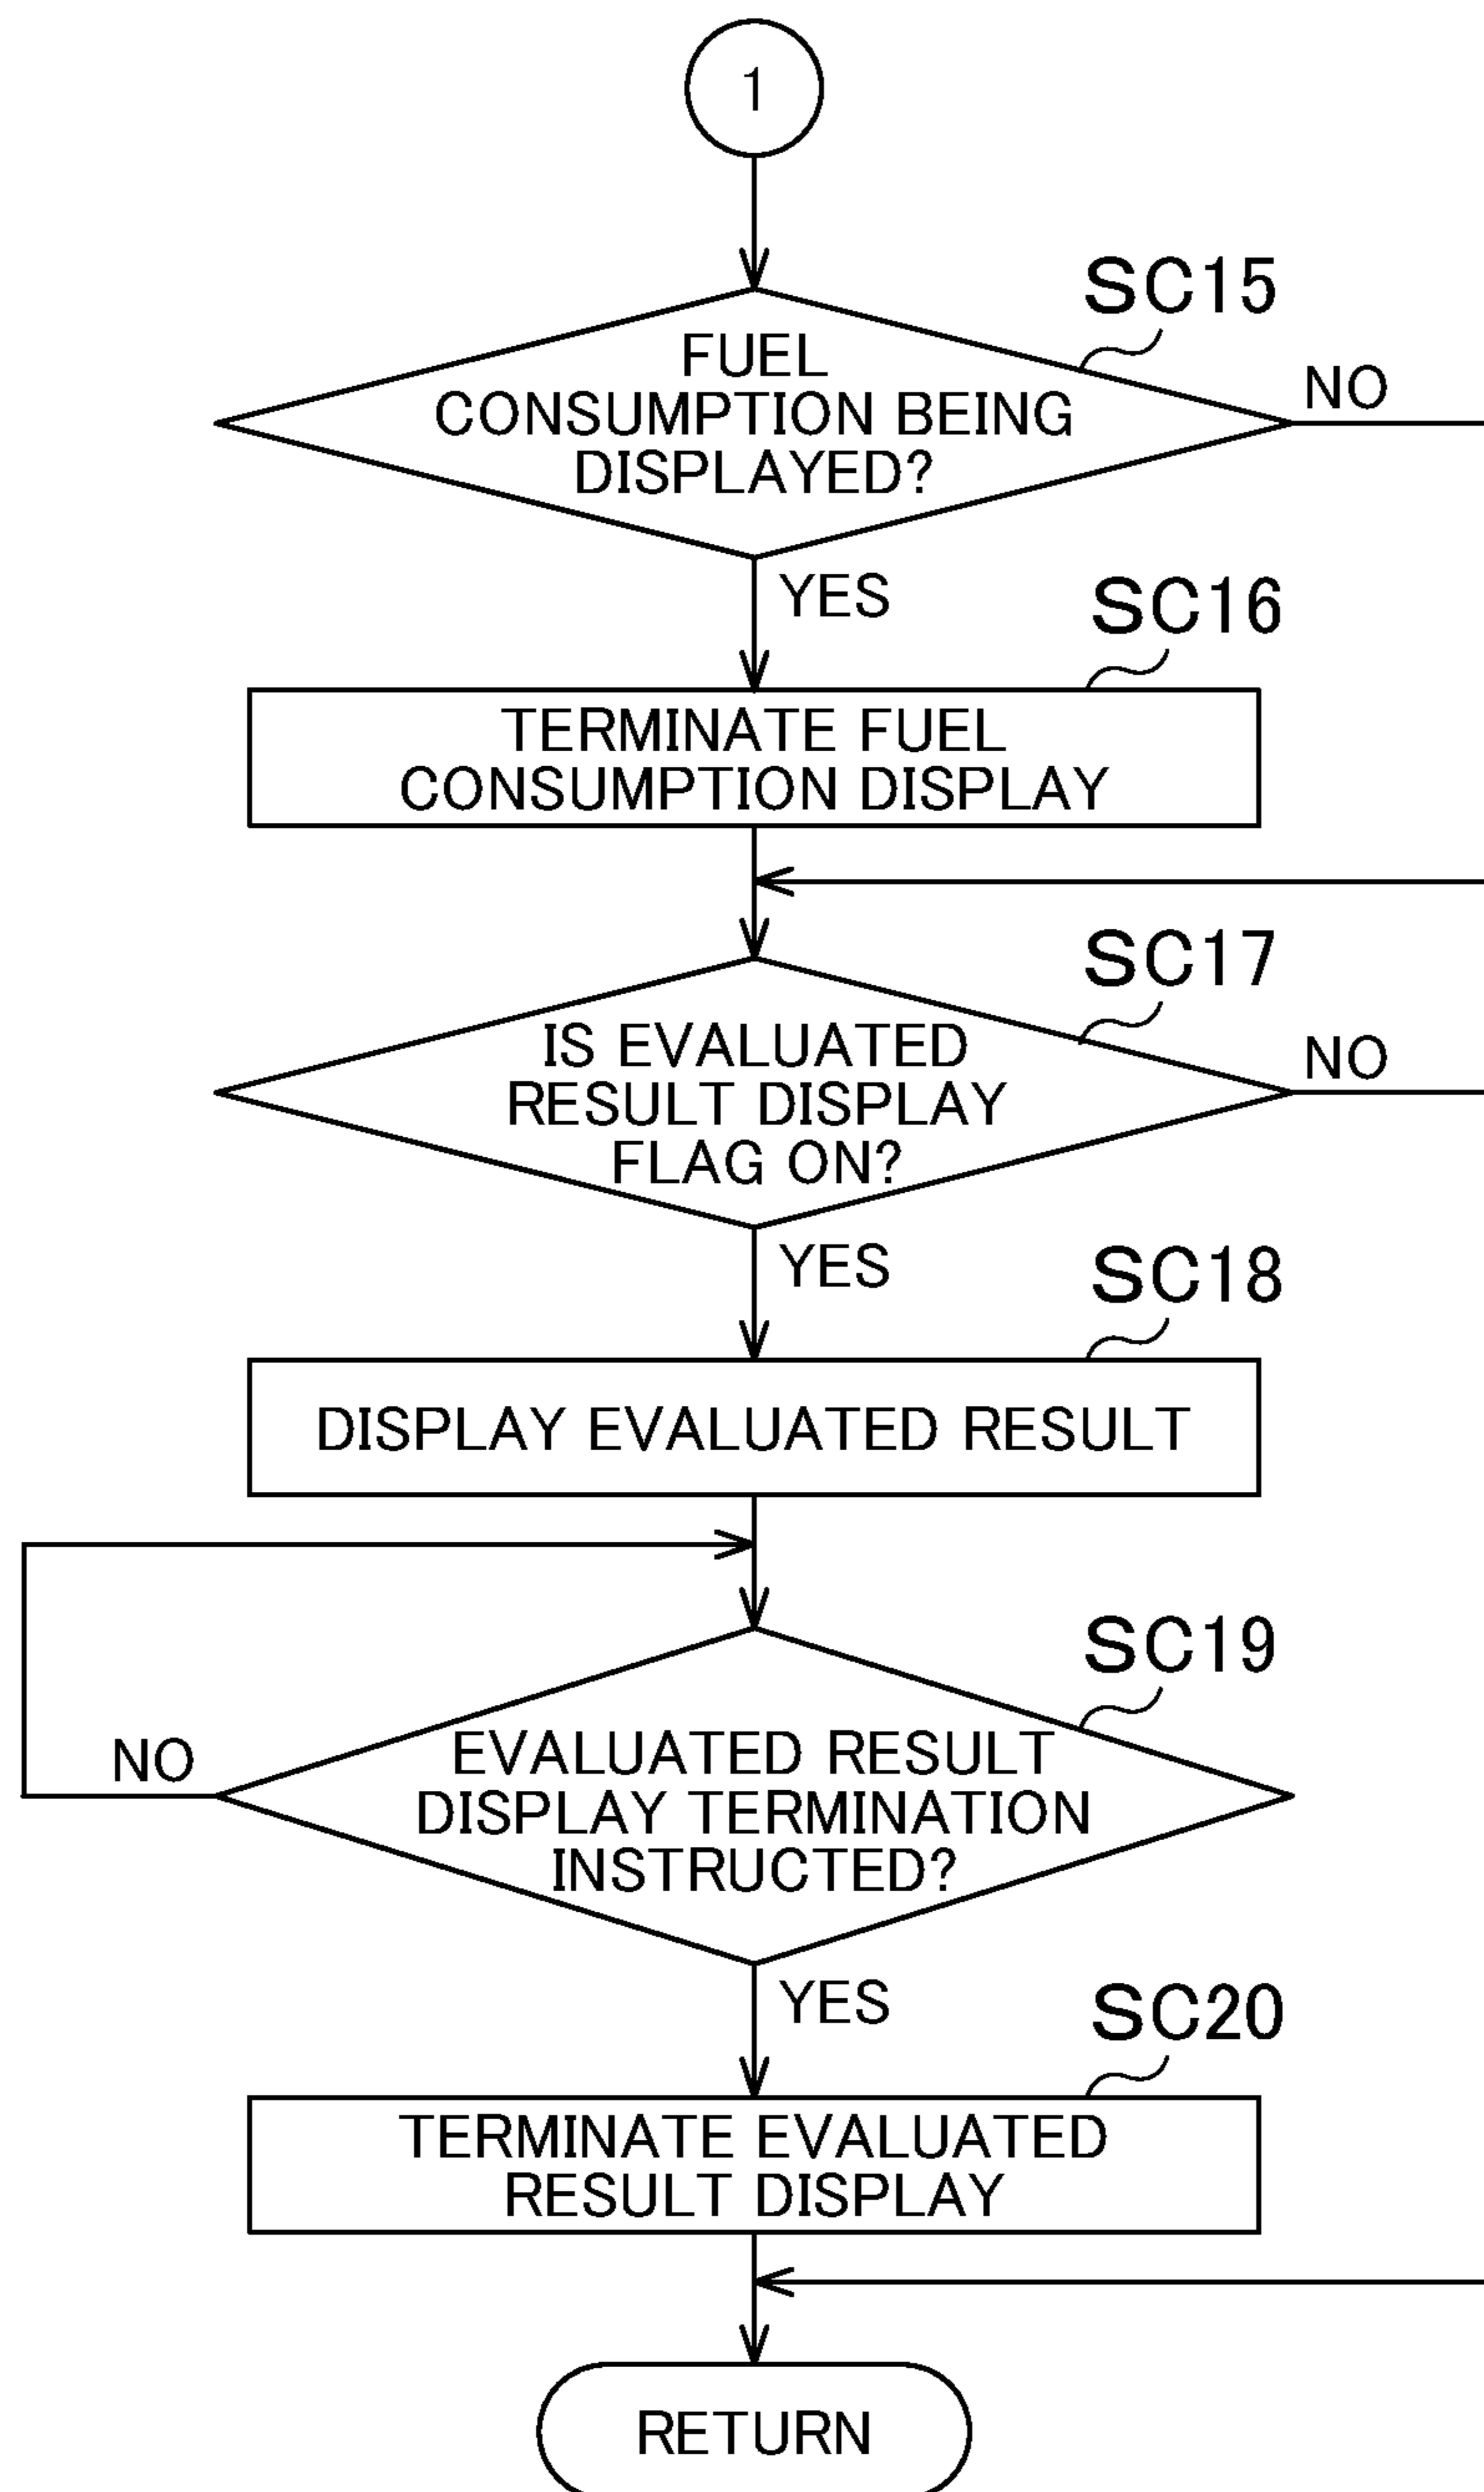 1
SC15
FUEL
CONSUMPTION BEING
DISPLAYED?
NO
YES
SC16
TERMINATE FUEL
CONSUMPTION DISPLAY
SC17
IS EVALUATED
RESULT DISPLAY
FLAG ON?
NO
YES
SC18
DISPLAY EVALUATED RESULT
SC19
EVALUATED RESULT
DISPLAY TERMINATION
INSTRUCTED?
NO
YES
SC20
TERMINATE EVALUATED
RESULT DISPLAY
RETURN